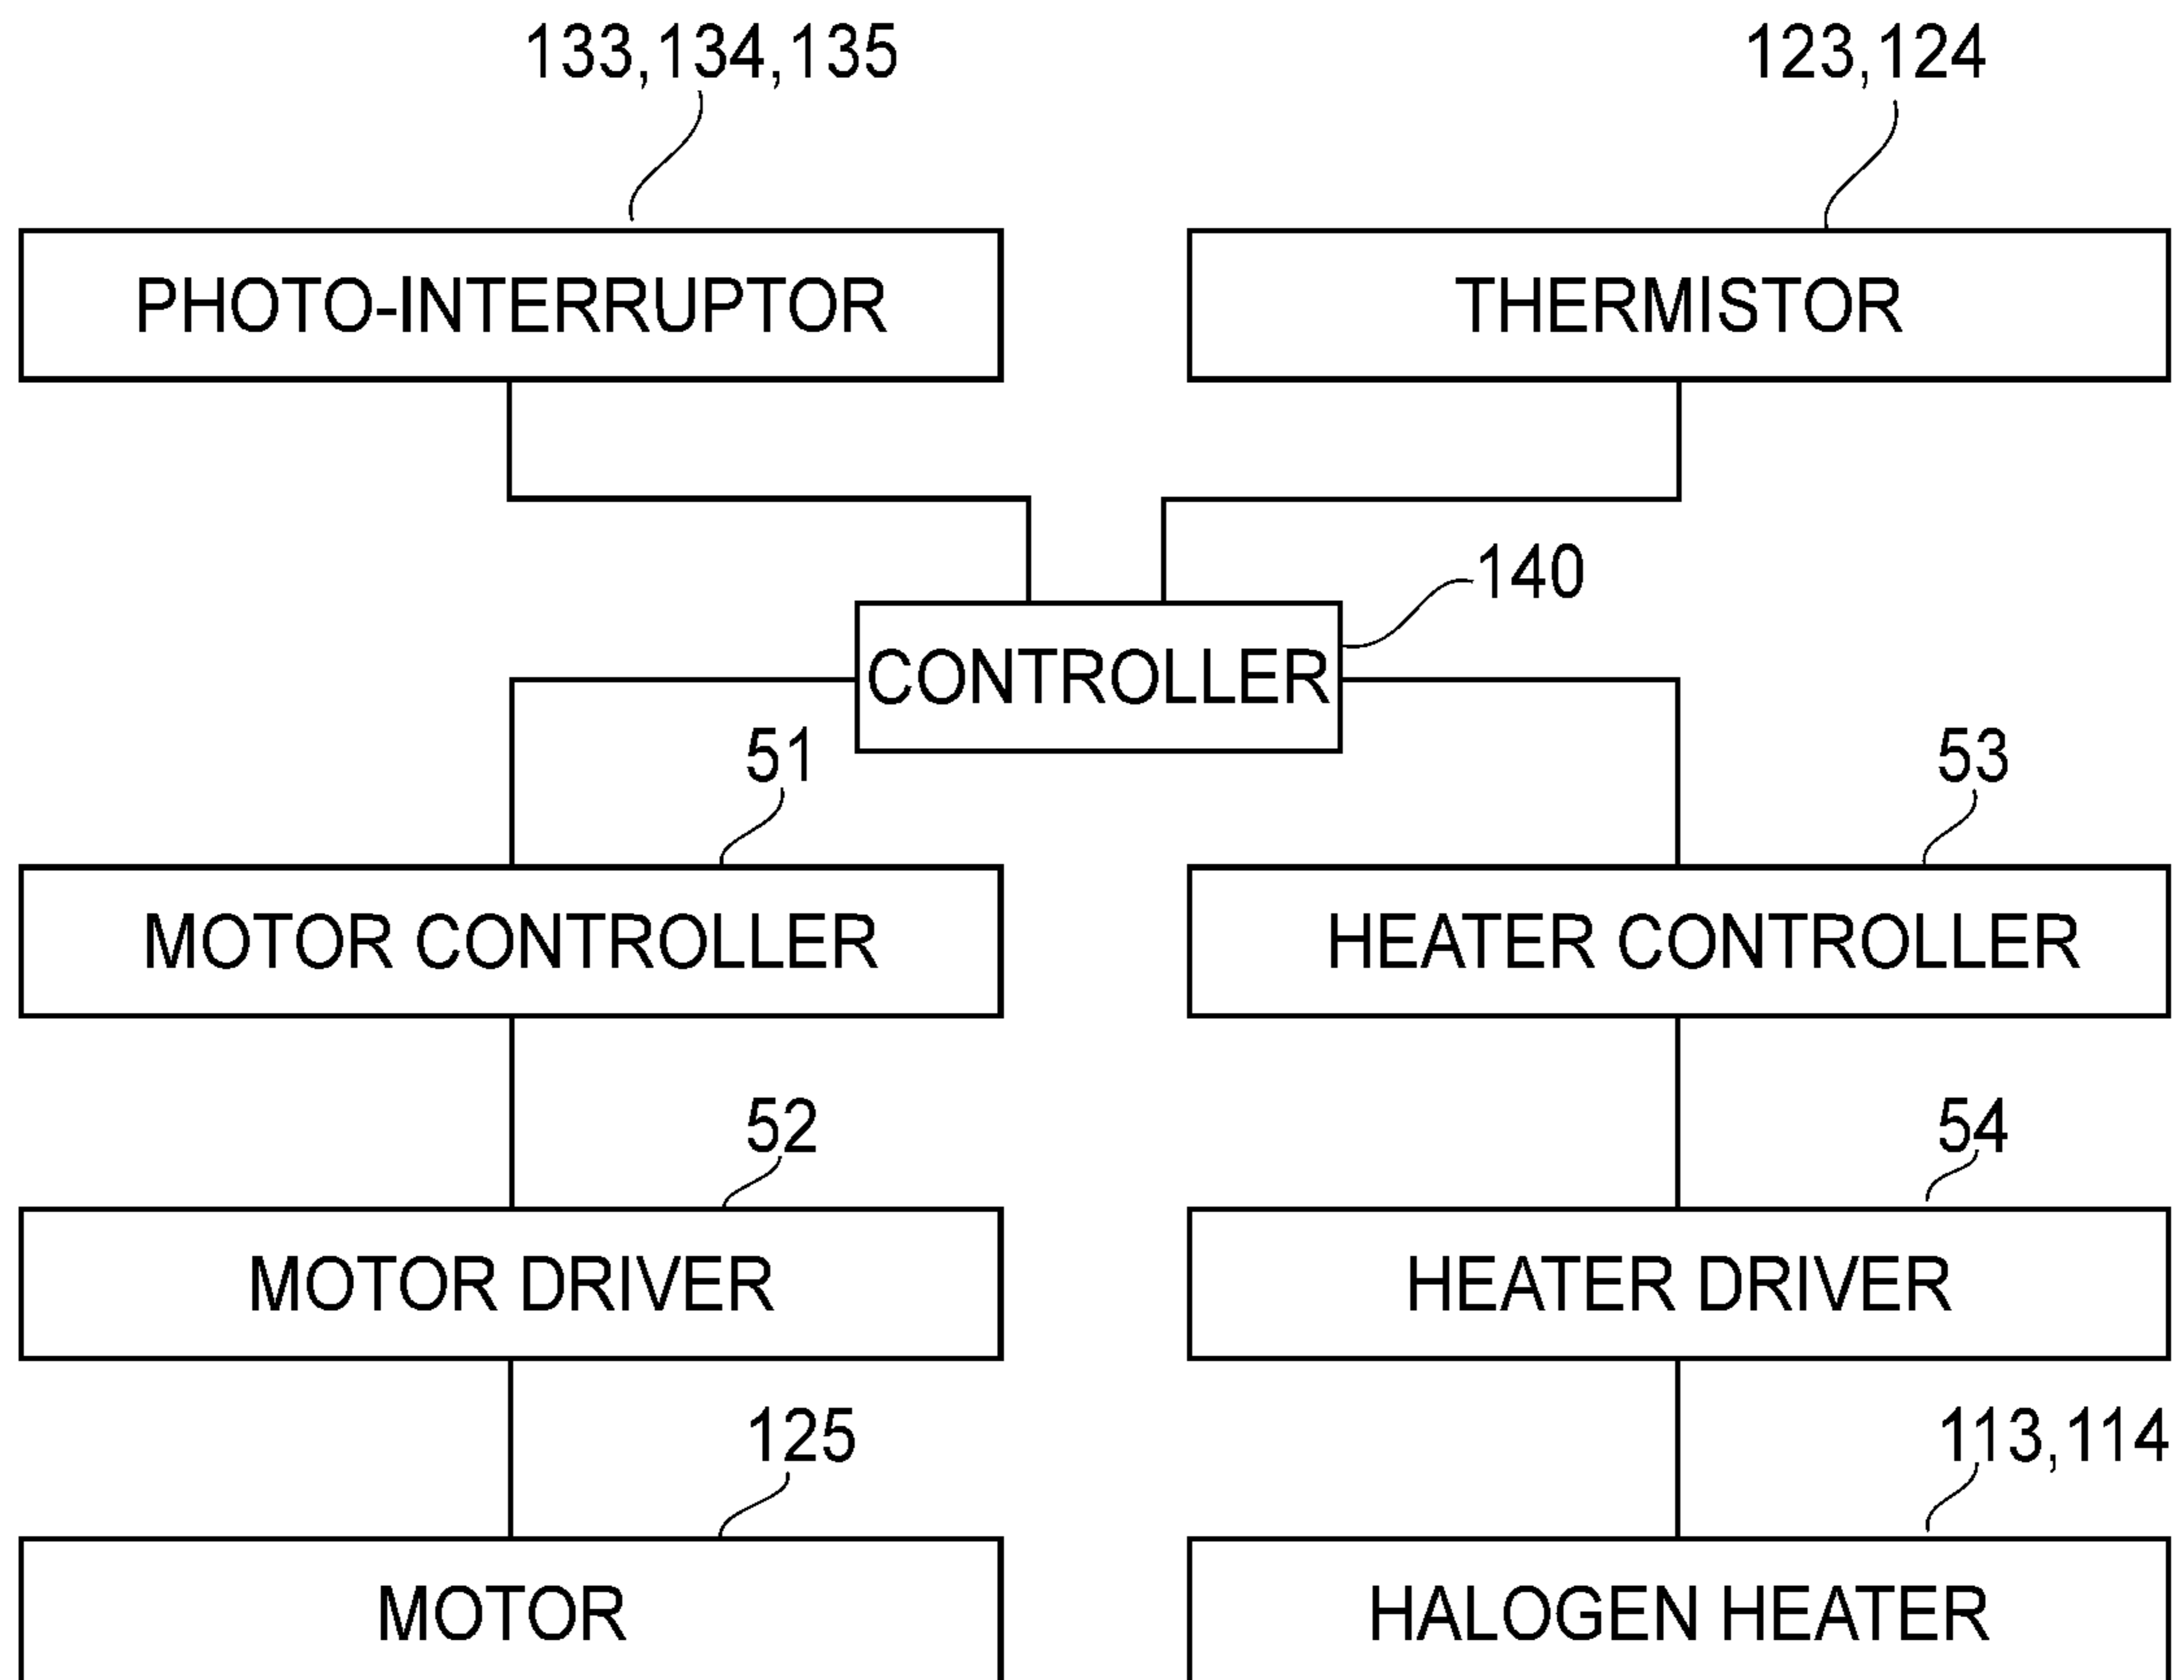 133,134,135
123,124
PHOTO-INTERRUPTOR
THERMISTOR
140
CONTROLLER
51
53
MOTOR CONTROLLER
HEATER CONTROLLER
52
54
MOTOR DRIVER
HEATER DRIVER
125
113,114
MOTOR
HALOGEN HEATER